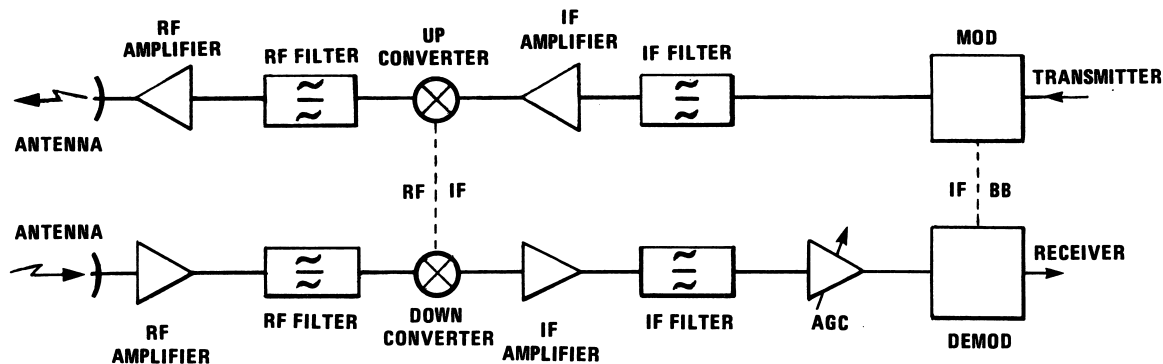 RF
AMPLIFIER
RF FILTER
UP
CONVERTER
IF
AMPLIFIER
IF FILTER
MOD
TRANSMITTER
ANTENNA
RF IF
IF BB
ANTENNA
RECEIVER
RF
AMPLIFIER
RF FILTER
DOWN
CONVERTER
IF
AMPLIFIER
IF FILTER
AGC
DEMOD